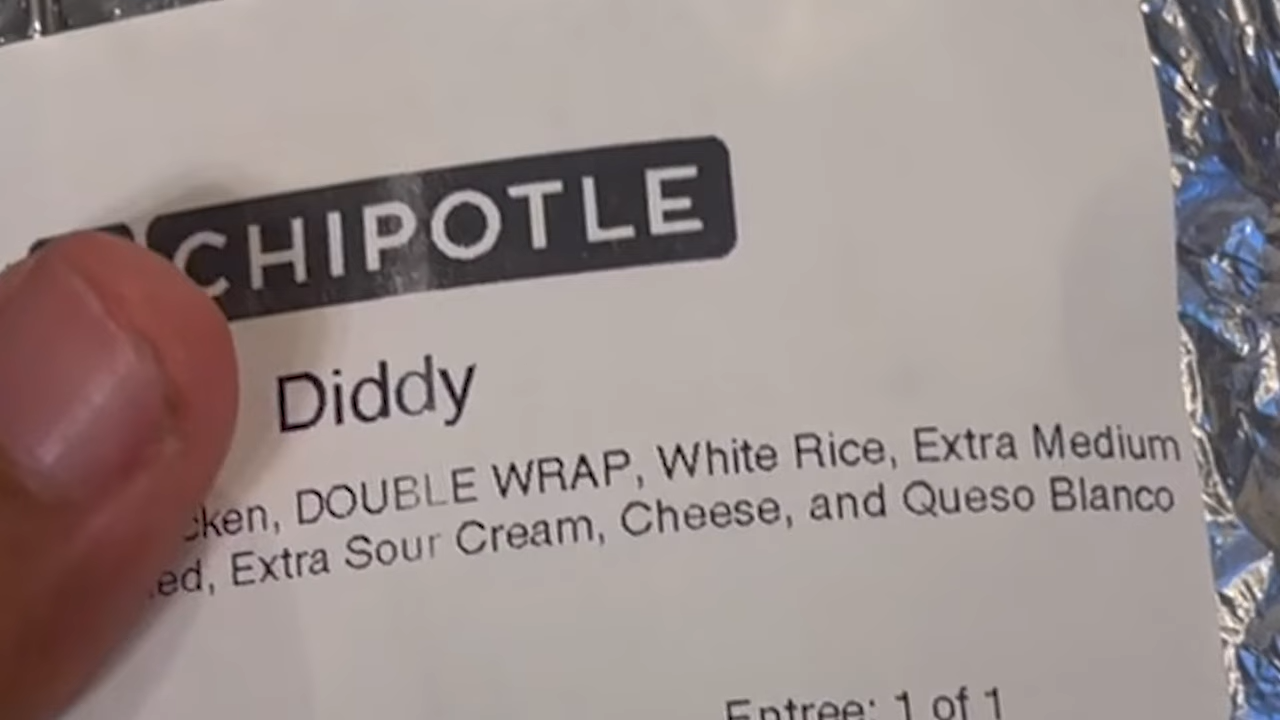 CHIPOTLE
Diddy
cken, DOUBLE WRAP, White Rice, Extra Medium
ed, Extra Sour Cream, Cheese, and Queso Blanco
Entree: 1 of 1